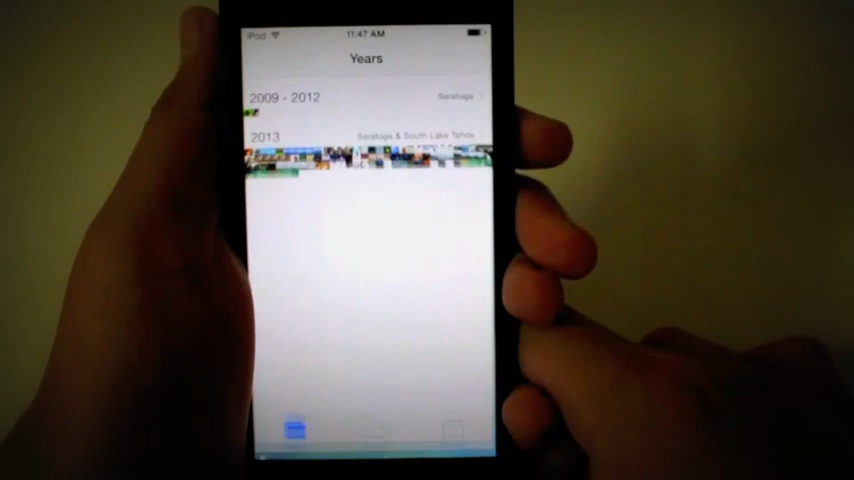 iPod
11:47 AM
Years
2009 - 2012
Saratoga
2013
Saratoga & South Lake Tahoe